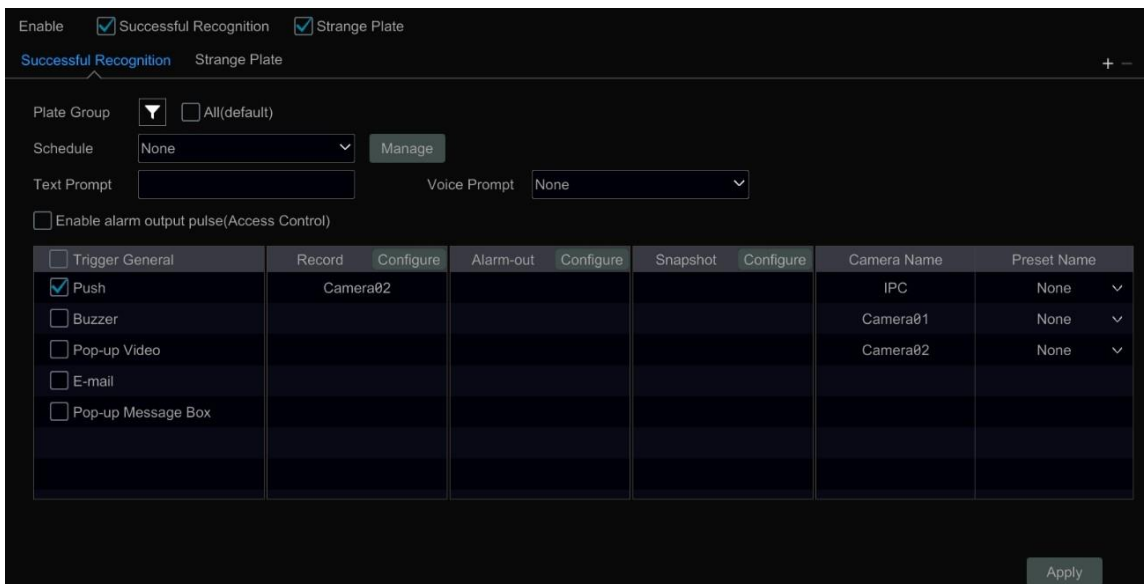 Enable Successful Recognition Strange Plate
Successful Recognition Strange Plate + −
Plate Group All(default)
Schedule None Manage
Text Prompt Voice Prompt None
Enable alarm output pulse(Access Control)
Trigger General Record Configure Alarm-out Configure Snapshot Configure Camera Name Preset Name
Push Camera02 IPC None
Buzzer Camera01 None
Pop-up Video Camera02 None
E-mail
Pop-up Message Box
Apply